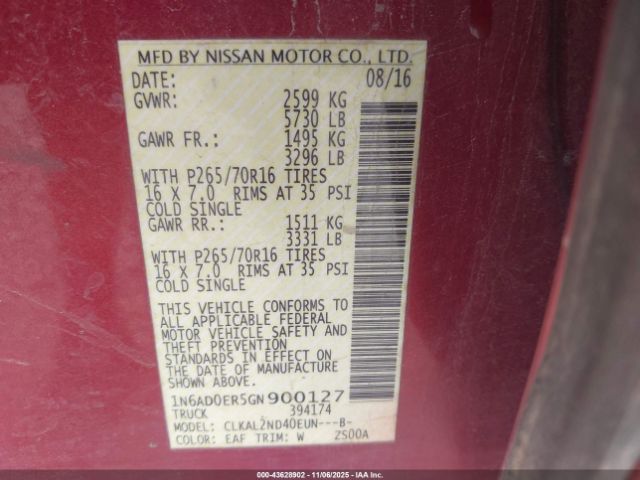 MFD BY NISSAN MOTOR CO., LTD.
DATE: 08/16
GVWR: 2599 KG
5730 LB
GAWR FR.: 1495 KG
3296 LB
WITH P265/70R16 TIRES
16 X 7.0 RIMS AT 35 PSI
COLD SINGLE
GAWR RR.: 1511 KG
3331 LB
WITH P265/70R16 TIRES
16 X 7.0 RIMS AT 35 PSI
COLD SINGLE
THIS VEHICLE CONFORMS TO
ALL APPLICABLE FEDERAL
MOTOR VEHICLE SAFETY AND
THEFT PREVENTION
STANDARDS IN EFFECT ON
THE DATE OF MANUFACTURE
SHOWN ABOVE.
1N6AD0ER5GN900127
TRUCK 394174
MODEL: CLKAL2ND40EUN---B-
COLOR: EAF TRIM: W ZS00A
000-43628902 - 11/06/2025 - IAAI.com